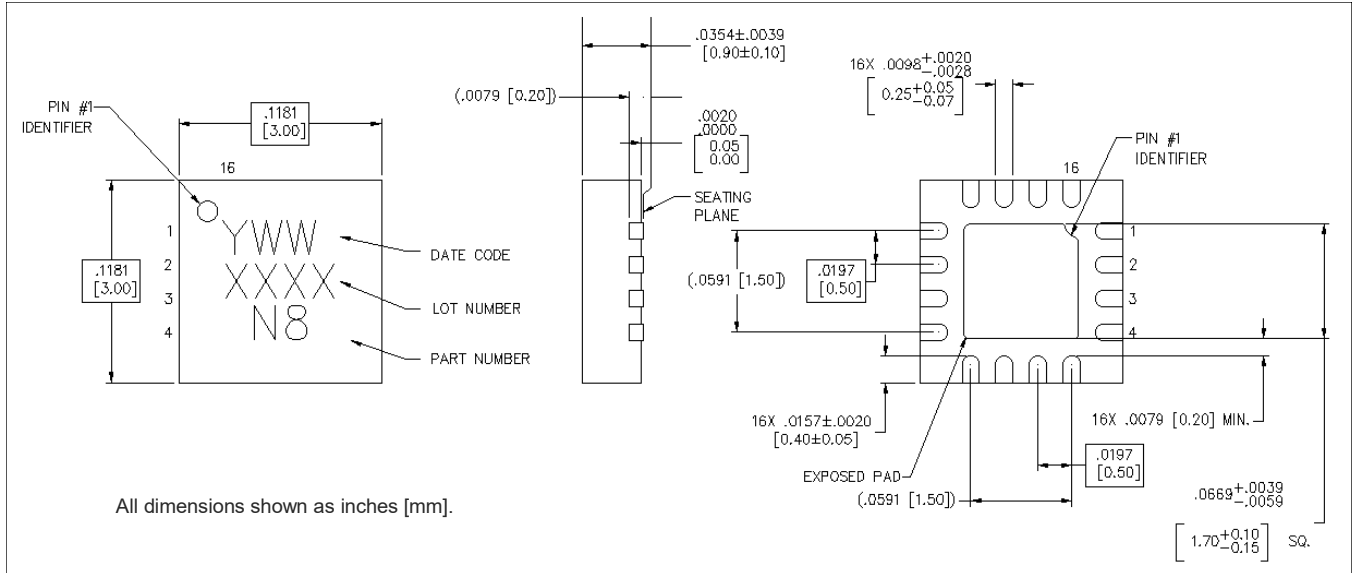 PIN #1
IDENTIFIER
.1181
[3.00]
16
.1181
[3.00]
1
2
3
4
YWW
XXXX
N8
DATE CODE
LOT NUMBER
PART NUMBER
All dimensions shown as inches [mm].
.0354±.0039
[0.90±0.10]
(.0079 [0.20])
.0020
.0000
[0.05
0.00]
SEATING
PLANE
16X .0098+.0020
-.0028
[0.25+0.05
-0.07]
PIN #1
IDENTIFIER
16
1
2
3
4
(.0591 [1.50])
.0197
[0.50]
16X .0157±.0020
[0.40±0.05]
EXPOSED PAD
(.0591 [1.50])
.0197
[0.50]
16X .0079 [0.20] MIN.
.0669+.0039
-.0059
[1.70+0.10
-0.15] SQ.